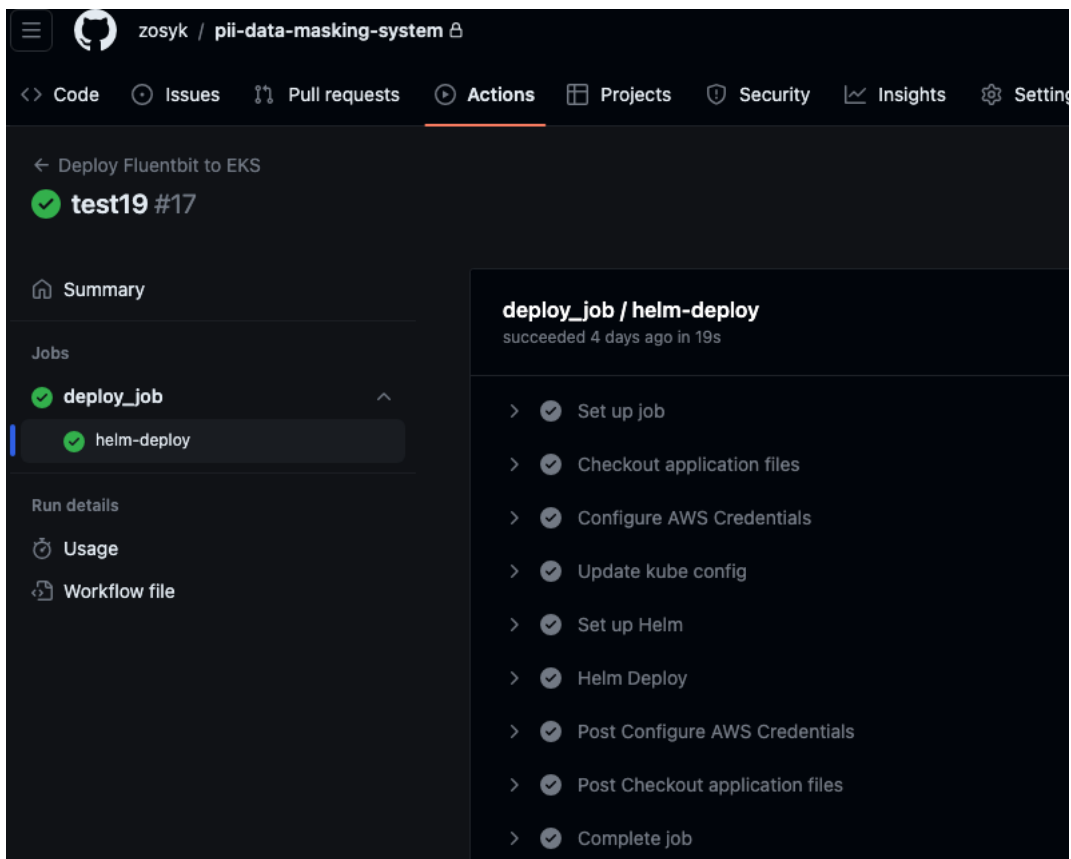 zosyk / pii-data-masking-system
Code Issues Pull requests Actions Projects Security Insights Setting
Deploy Fluentbit to EKS
test19 #17
Summary
Jobs
deploy_job
helm-deploy
Run details
Usage
Workflow file
deploy_job / helm-deploy
succeeded 4 days ago in 19s
Set up job
Checkout application files
Configure AWS Credentials
Update kube config
Set up Helm
Helm Deploy
Post Configure AWS Credentials
Post Checkout application files
Complete job